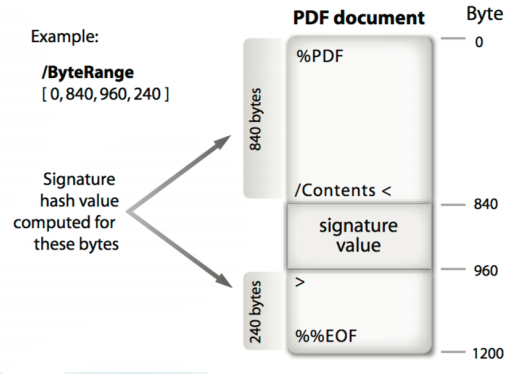 PDF document
Byte
Example:
/ByteRange
[ 0, 840, 960, 240 ]
Signature
hash value
computed for
these bytes
840 bytes
240 bytes
%PDF
/Contents <
signature
value
>
%%EOF
0
840
960
1200